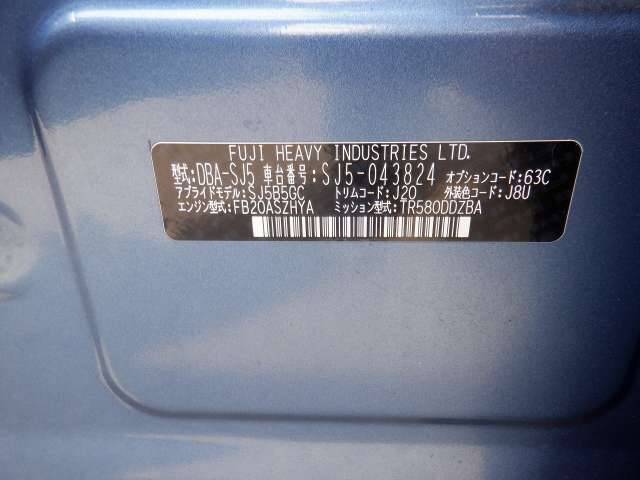 FUJI HEAVY INDUSTRIES LTD.
型式:DBA-SJ5 車台番号:SJ5-043824 オプションコード:63C
アプライドモデル:SJ5B5GC トリムコード:J20 外装色コード:J8U
エンジン型式:FB20ASZHYA ミッション型式:TR580DDZBA